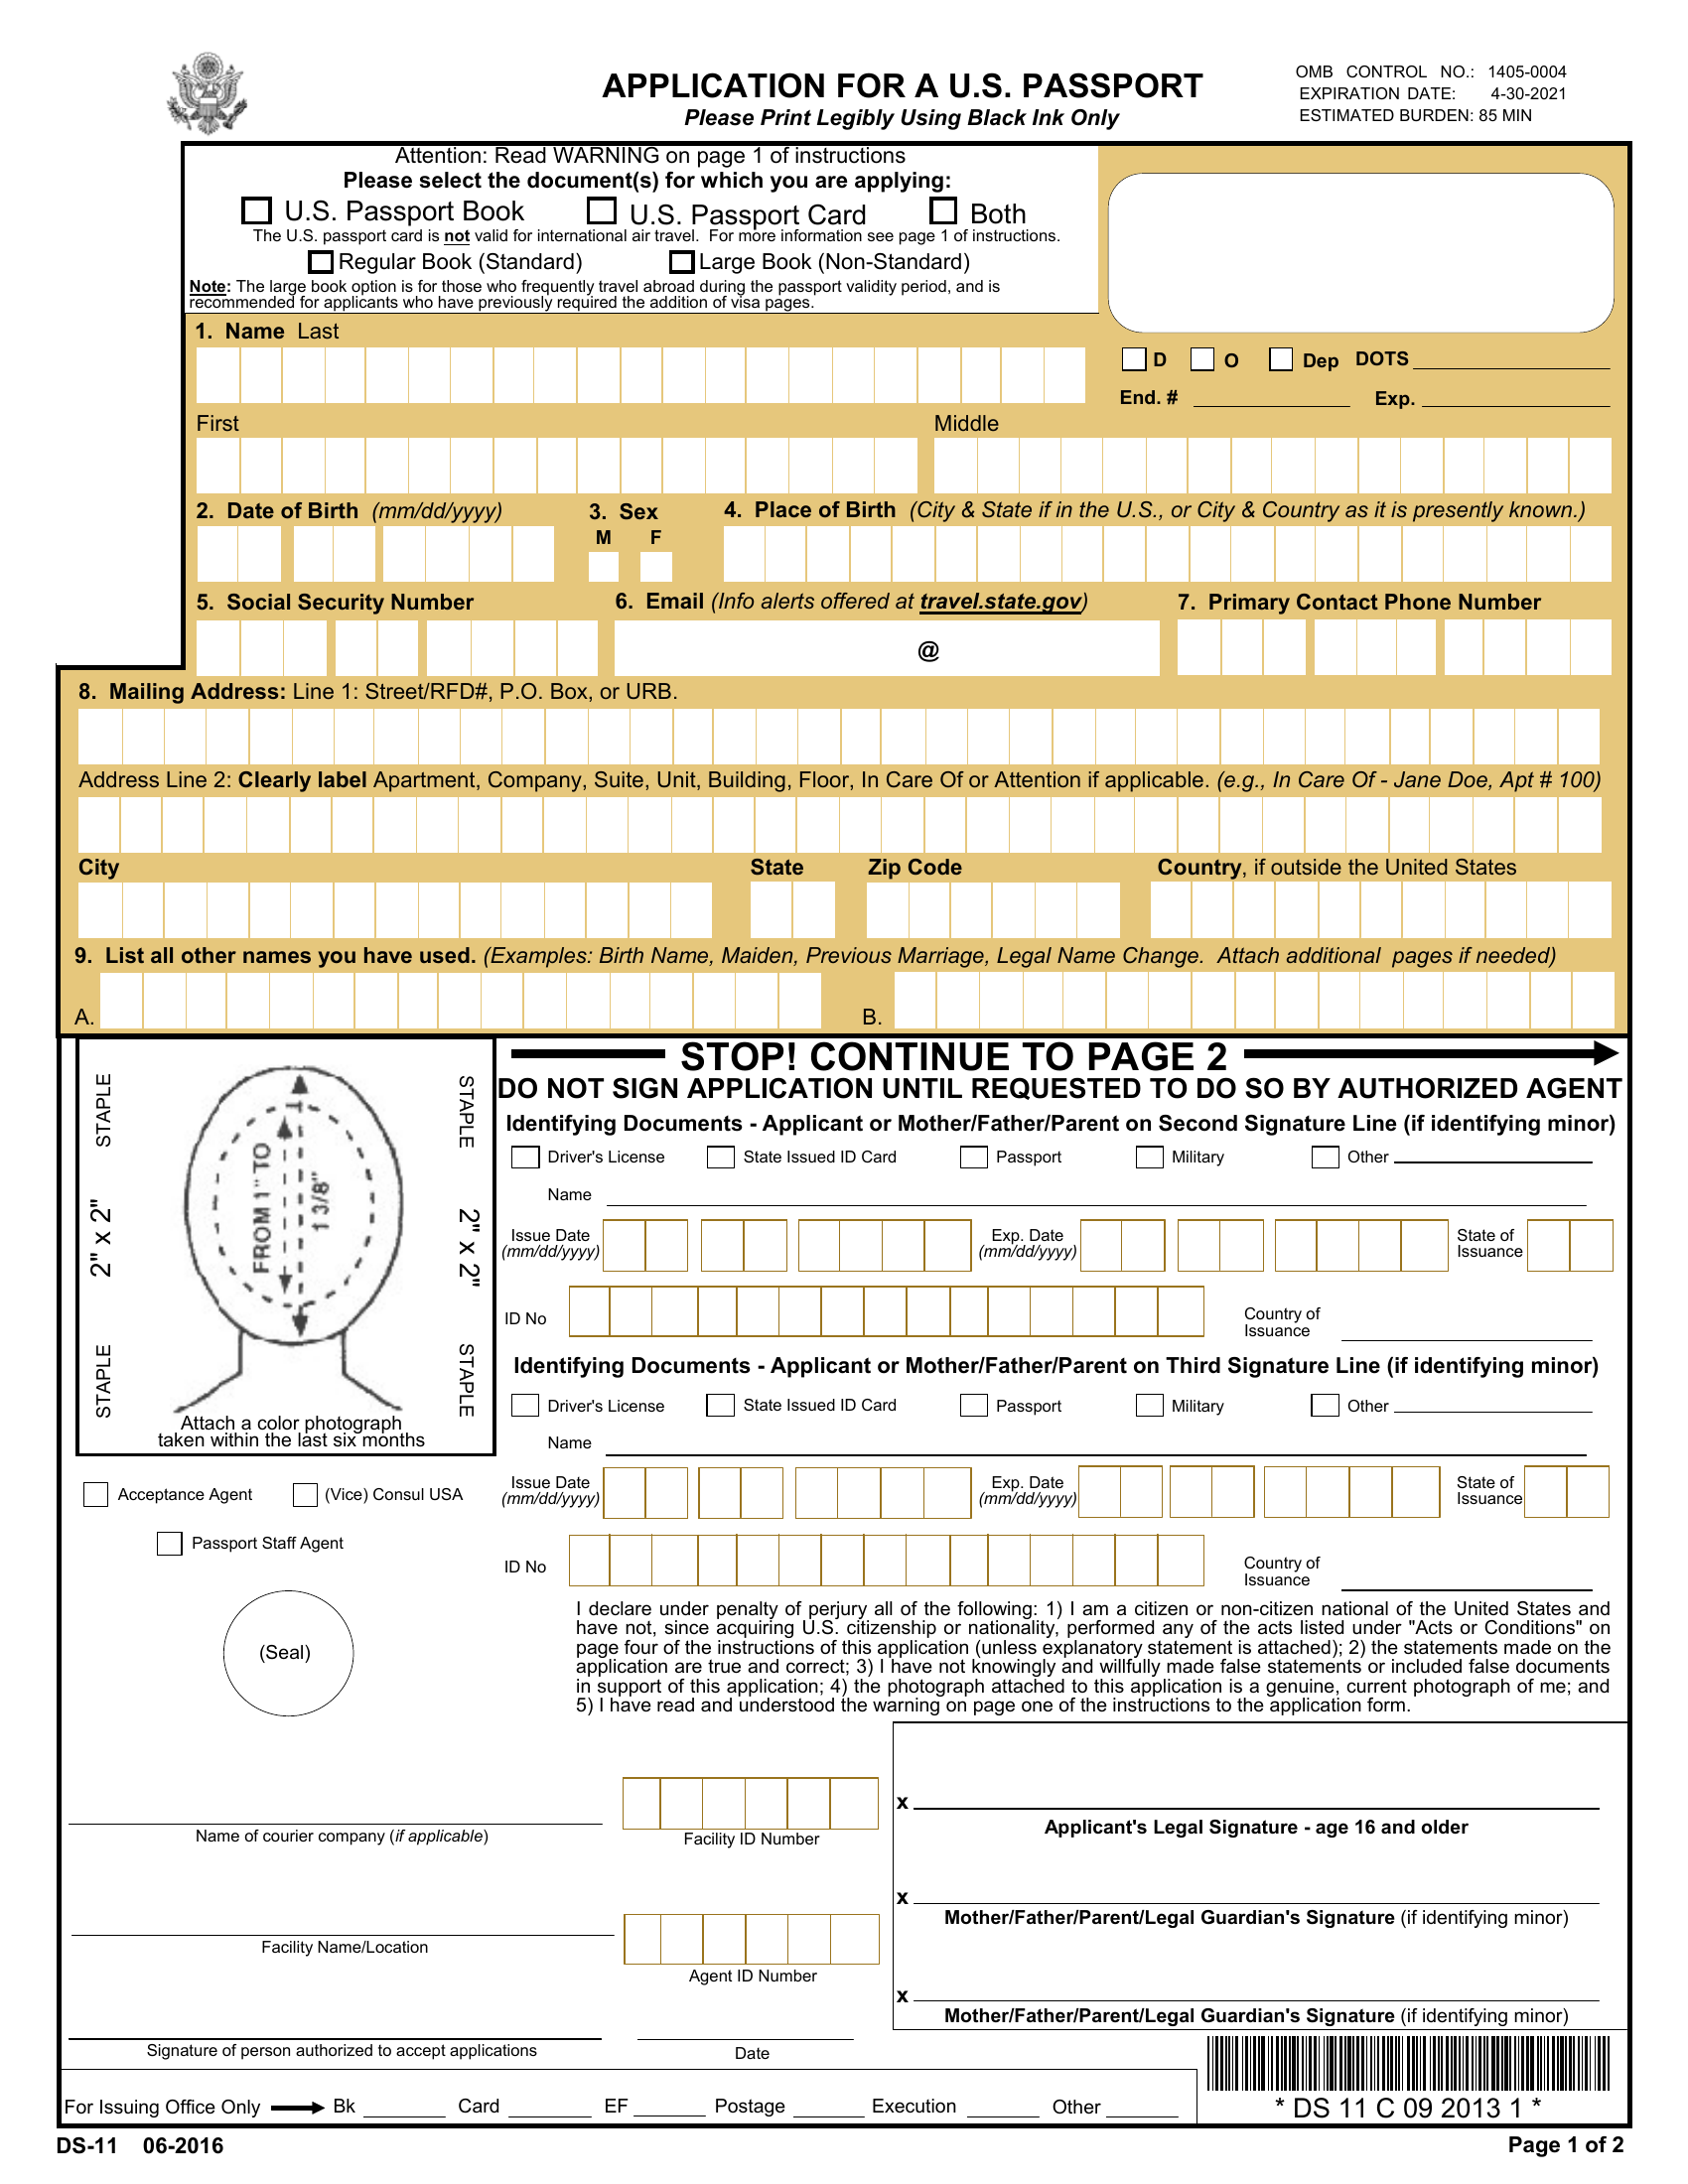 APPLICATION FOR A U.S. PASSPORT
Please Print Legibly Using Black Ink Only
OMB CONTROL NO.: 1405-0004
EXPIRATION DATE: 4-30-2021
ESTIMATED BURDEN: 85 MIN
Attention: Read WARNING on page 1 of instructions
Please select the document(s) for which you are applying:
U.S. Passport Book U.S. Passport Card Both
The U.S. passport card is not valid for international air travel. For more information see page 1 of instructions.
Regular Book (Standard) Large Book (Non-Standard)
Note: The large book option is for those who frequently travel abroad during the passport validity period, and is
recommended for applicants who have previously required the addition of visa pages.
1. Name Last
D O Dep DOTS
End. # Exp.
First Middle
2. Date of Birth (mm/dd/yyyy) 3. Sex 4. Place of Birth (City & State if in the U.S., or City & Country as it is presently known.)
M F
5. Social Security Number 6. Email (Info alerts offered at travel.state.gov) 7. Primary Contact Phone Number
@
8. Mailing Address: Line 1: Street/RFD#, P.O. Box, or URB.
Address Line 2: Clearly label Apartment, Company, Suite, Unit, Building, Floor, In Care Of or Attention if applicable. (e.g., In Care Of - Jane Doe, Apt # 100)
City State Zip Code Country, if outside the United States
9. List all other names you have used. (Examples: Birth Name, Maiden, Previous Marriage, Legal Name Change. Attach additional pages if needed)
A. B.
STAPLE 2" x 2" STAPLE
FROM 1" TO
1 3/8"
STAPLE 2" x 2" STAPLE
Attach a color photograph
taken within the last six months
STOP! CONTINUE TO PAGE 2
DO NOT SIGN APPLICATION UNTIL REQUESTED TO DO SO BY AUTHORIZED AGENT
Identifying Documents - Applicant or Mother/Father/Parent on Second Signature Line (if identifying minor)
Driver's License State Issued ID Card Passport Military Other
Name
Issue Date Exp. Date State of
(mm/dd/yyyy) (mm/dd/yyyy) Issuance
ID No Country of
Issuance
Identifying Documents - Applicant or Mother/Father/Parent on Third Signature Line (if identifying minor)
Driver's License State Issued ID Card Passport Military Other
Name
Issue Date Exp. Date State of
(mm/dd/yyyy) (mm/dd/yyyy) Issuance
ID No Country of
Issuance
Acceptance Agent (Vice) Consul USA
Passport Staff Agent
(Seal)
I declare under penalty of perjury all of the following: 1) I am a citizen or non-citizen national of the United States and
have not, since acquiring U.S. citizenship or nationality, performed any of the acts listed under "Acts or Conditions" on
page four of the instructions of this application (unless explanatory statement is attached); 2) the statements made on the
application are true and correct; 3) I have not knowingly and willfully made false statements or included false documents
in support of this application; 4) the photograph attached to this application is a genuine, current photograph of me; and
5) I have read and understood the warning on page one of the instructions to the application form.
x
Name of courier company (if applicable) Facility ID Number Applicant's Legal Signature - age 16 and older
x
Mother/Father/Parent/Legal Guardian's Signature (if identifying minor)
Facility Name/Location
Agent ID Number
x
Mother/Father/Parent/Legal Guardian's Signature (if identifying minor)
Signature of person authorized to accept applications Date
For Issuing Office Only Bk Card EF Postage Execution Other
* DS 11 C 09 2013 1 *
DS-11 06-2016 Page 1 of 2